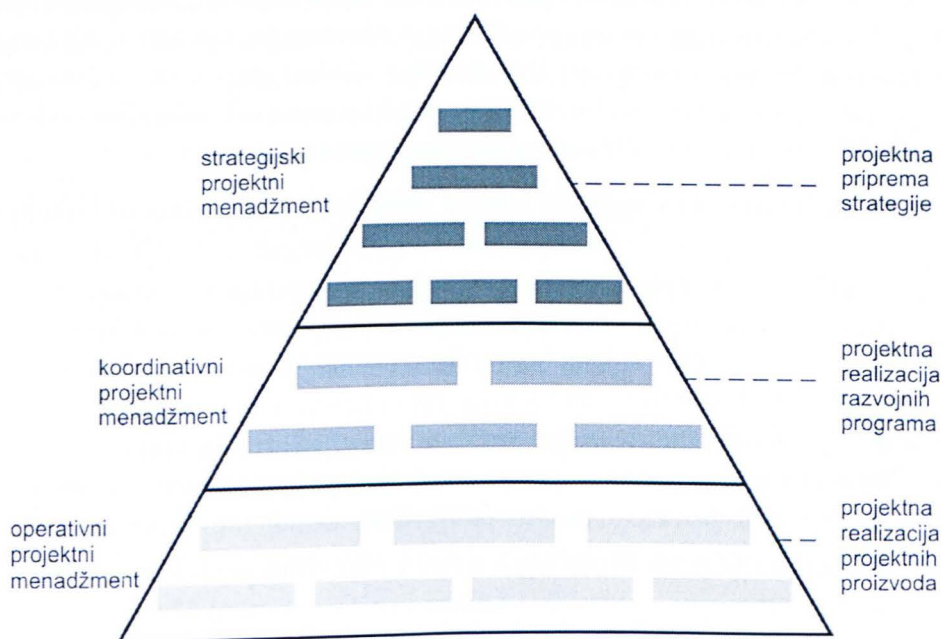 strategijski
projektni
menadžment
projektna
priprema
strategije
koordinativni
projektni
menadžment
projektna
realizacija
razvojnih
programa
operativni
projektni
menadžment
projektna
realizacija
projektnih
proizvoda